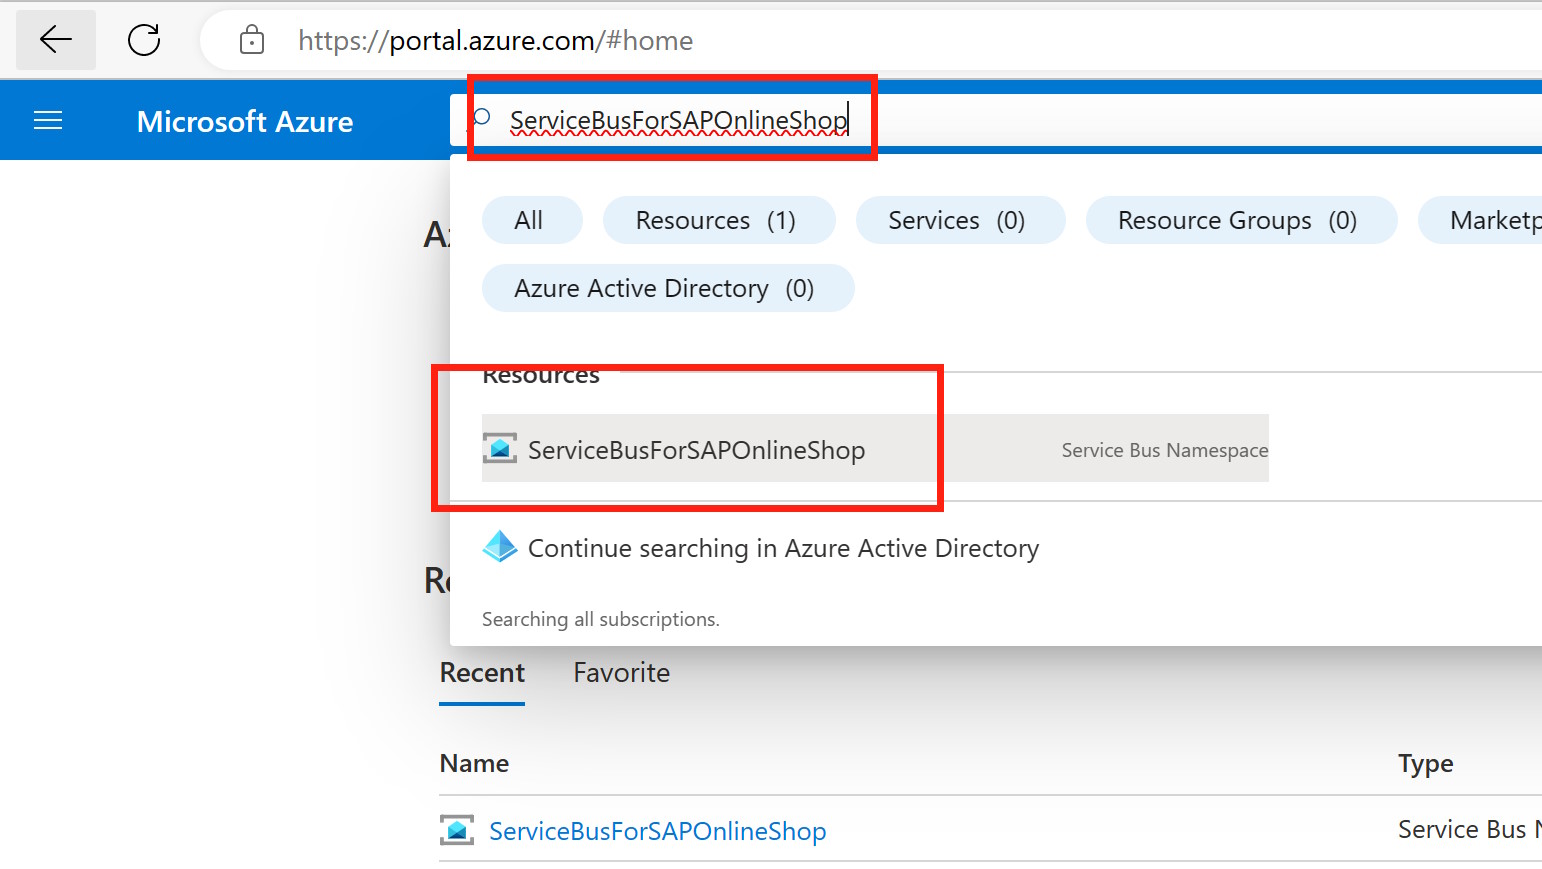 https://portal.azure.com/#home
Microsoft Azure
ServiceBusForSAPOnlineShop
All
Resources (1)
Services (0)
Resource Groups (0)
Marketp
Azure Active Directory (0)
Az
Resources
ServiceBusForSAPOnlineShop
Service Bus Namespace
Continue searching in Azure Active Directory
Re
Searching all subscriptions.
Recent
Favorite
Name
Type
ServiceBusForSAPOnlineShop
Service Bus N